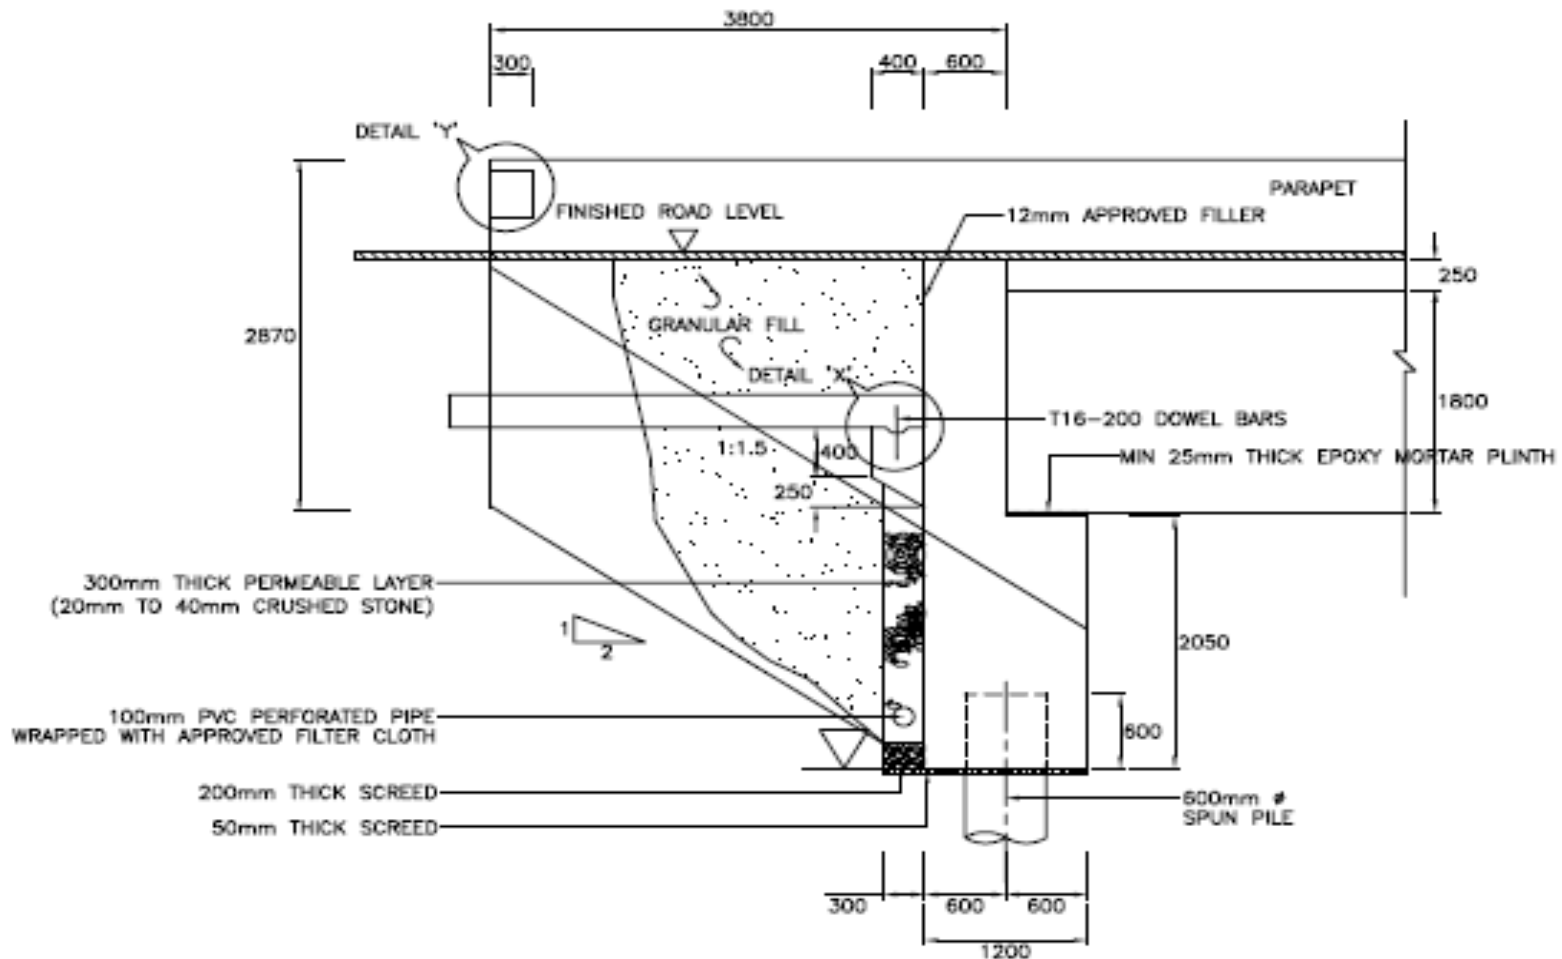 3800
300
400
600
DETAIL 'Y'
PARAPET
FINISHED ROAD LEVEL
12mm APPROVED FILLER
250
GRANULAR FILL
2870
DETAIL 'X'
1800
T16-200 DOWEL BARS
1:1.5
400
MIN 25mm THICK EPOXY MORTAR PLINTH
250
300mm THICK PERMEABLE LAYER
(20mm TO 40mm CRUSHED STONE)
1
2
2050
100mm PVC PERFORATED PIPE
WRAPPED WITH APPROVED FILTER CLOTH
600
200mm THICK SCREED
600mm ø
SPUN PILE
50mm THICK SCREED
300
600
600
1200